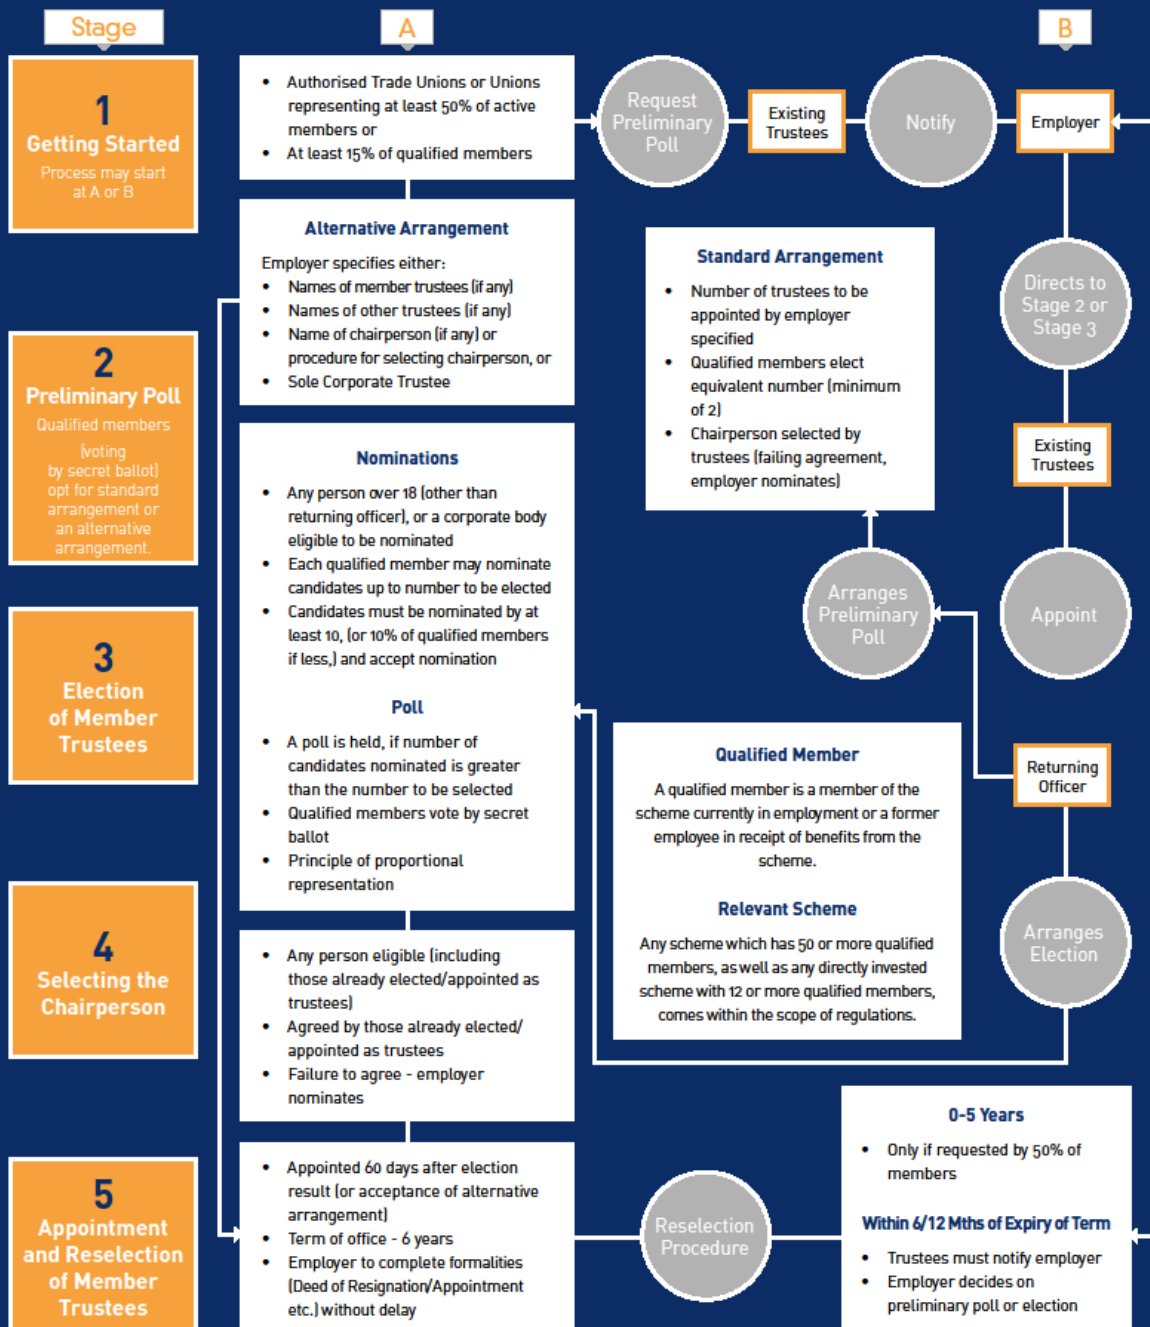 Stage
A
B
1
Getting Started
Process may start
at A or B
• Authorised Trade Unions or Unions
representing at least 50% of active
members or
• At least 15% of qualified members
Request
Preliminary
Poll
Existing
Trustees
Notify
Employer
Alternative Arrangement
Employer specifies either:
• Names of member trustees (if any)
• Names of other trustees (if any)
• Name of chairperson (if any) or
procedure for selecting chairperson, or
• Sole Corporate Trustee
Standard Arrangement
• Number of trustees to be
appointed by employer
specified
• Qualified members elect
equivalent number (minimum
of 2)
• Chairperson selected by
trustees (failing agreement,
employer nominates)
Directs to
Stage 2 or
Stage 3
2
Preliminary Poll
Qualified members
(voting
by secret ballot)
opt for standard
arrangement or
an alternative
arrangement.
Existing
Trustees
Nominations
• Any person over 18 (other than
returning officer), or a corporate body
eligible to be nominated
• Each qualified member may nominate
candidates up to number to be elected
• Candidates must be nominated by at
least 10, (or 10% of qualified members
if less,) and accept nomination
Arranges
Preliminary
Poll
Appoint
3
Election
of Member
Trustees
Poll
• A poll is held, if number of
candidates nominated is greater
than the number to be selected
• Qualified members vote by secret
ballot
• Principle of proportional
representation
Qualified Member
A qualified member is a member of the
scheme currently in employment or a former
employee in receipt of benefits from the
scheme.
Relevant Scheme
Any scheme which has 50 or more qualified
members, as well as any directly invested
scheme with 12 or more qualified members,
comes within the scope of regulations.
Returning
Officer
Arranges
Election
4
Selecting the
Chairperson
• Any person eligible (including
those already elected/appointed as
trustees)
• Agreed by those already elected/
appointed as trustees
• Failure to agree - employer
nominates
5
Appointment
and Reselection
of Member
Trustees
• Appointed 60 days after election
result (or acceptance of alternative
arrangement)
• Term of office - 6 years
• Employer to complete formalities
(Deed of Resignation/Appointment
etc.) without delay
Reselection
Procedure
0-5 Years
• Only if requested by 50% of
members
Within 6/12 Mths of Expiry of Term
• Trustees must notify employer
• Employer decides on
preliminary poll or election